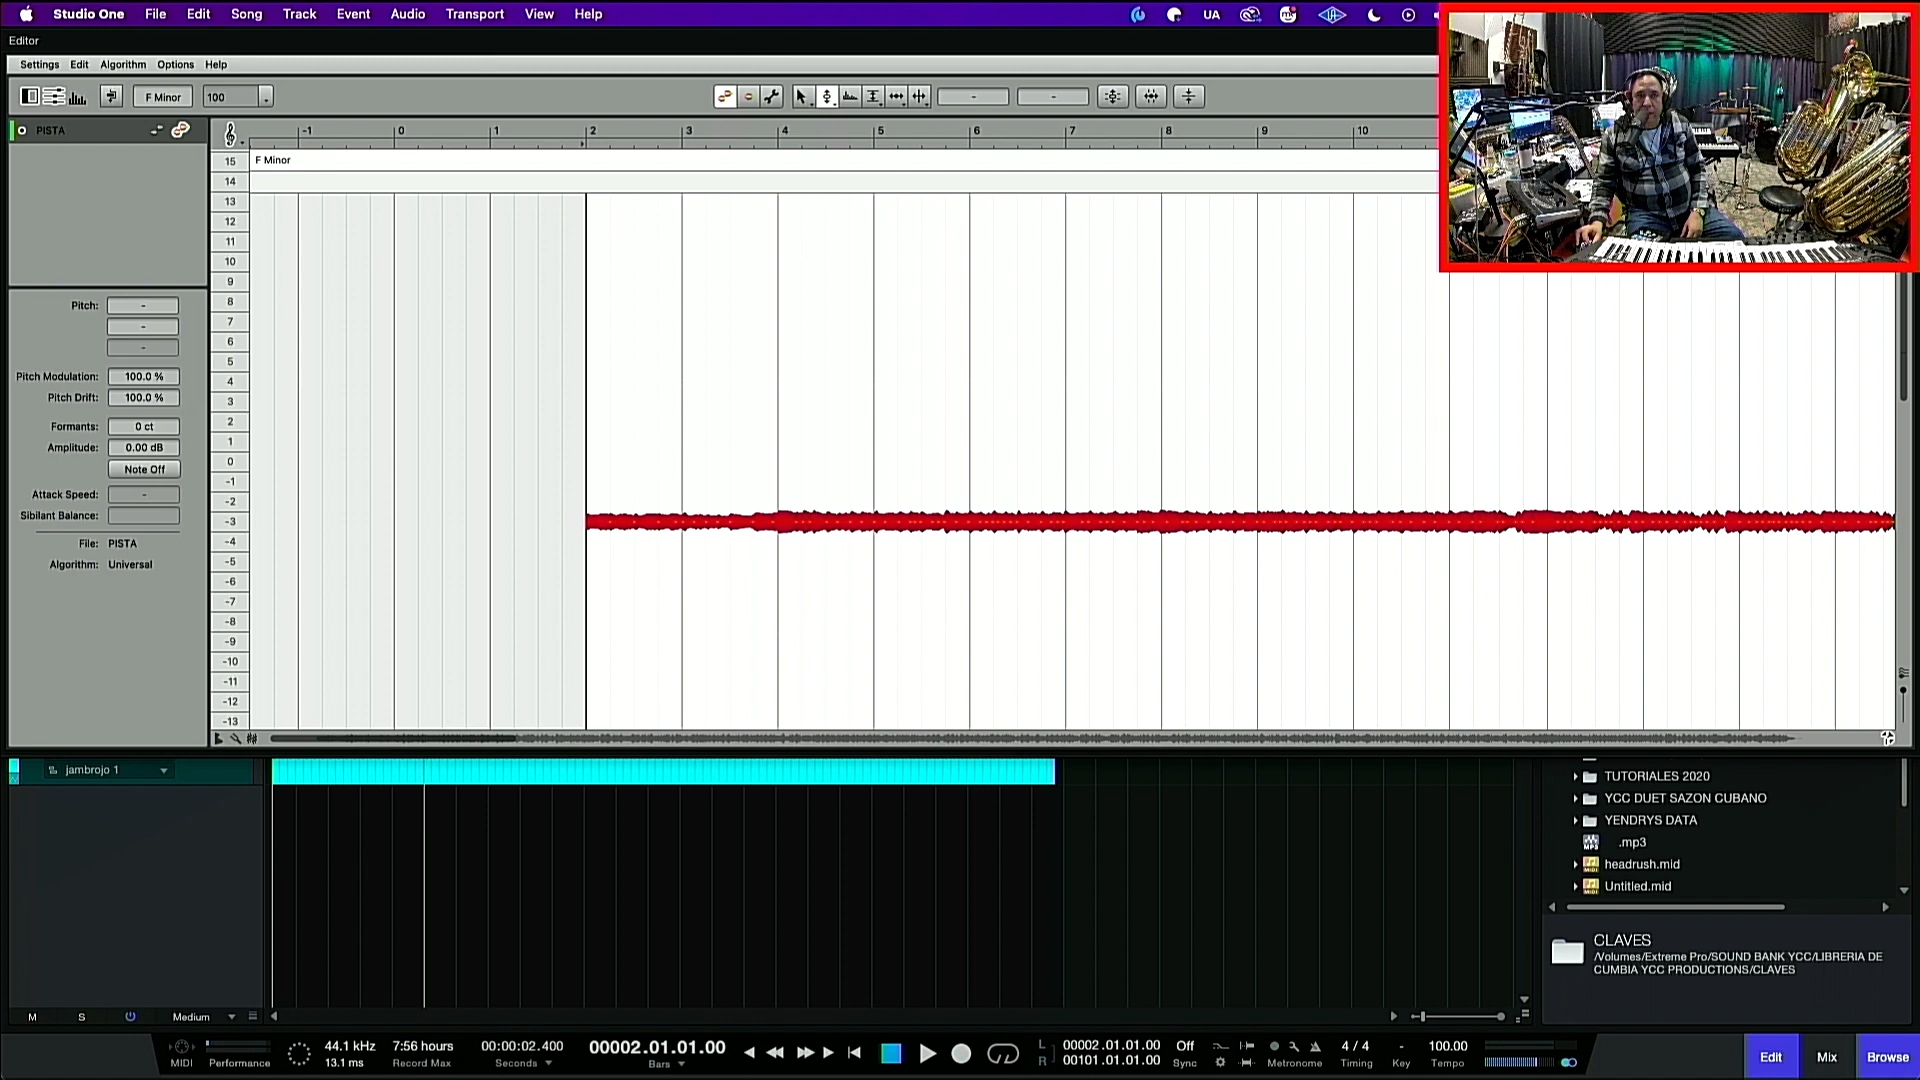 Studio One File Edit Song Track Event Audio Transport View Help UA
Editor
Settings Edit Algorithm Options Help
F Minor 100 - -
PISTA
-1 0 1 2 3 4 5 6 7 8 9 10
F Minor
15
14
13
12
11
10
9
8
7
6
5
4
3
2
1
0
-1
-2
-3
-4
-5
-6
-7
-8
-9
-10
-11
-12
-13
Pitch: -
-
-
Pitch Modulation: 100.0 %
Pitch Drift: 100.0 %
Formants: 0 ct
Amplitude: 0.00 dB
Note Off
Attack Speed: -
Sibilant Balance:
File: PISTA
Algorithm: Universal
jambrojo 1
TUTORIALES 2020
YCC DUET SAZON CUBANO
YENDRYS DATA
.mp3
headrush.mid
Untitled.mid
CLAVES
/Volumes/Extreme Pro/SOUND BANK YCC/LIBRERIA DE
CUMBIA YCC PRODUCTIONS/CLAVES
M S Medium
MIDI Performance
44.1 kHz
13.1 ms
7:56 hours
Record Max
00:00:02.400
Seconds
00002.01.01.00
Bars
L 00002.01.01.00
R 00101.01.01.00
Off
Sync
Metronome
4 / 4
Timing
-
Key
100.00
Tempo
Edit Mix Browse